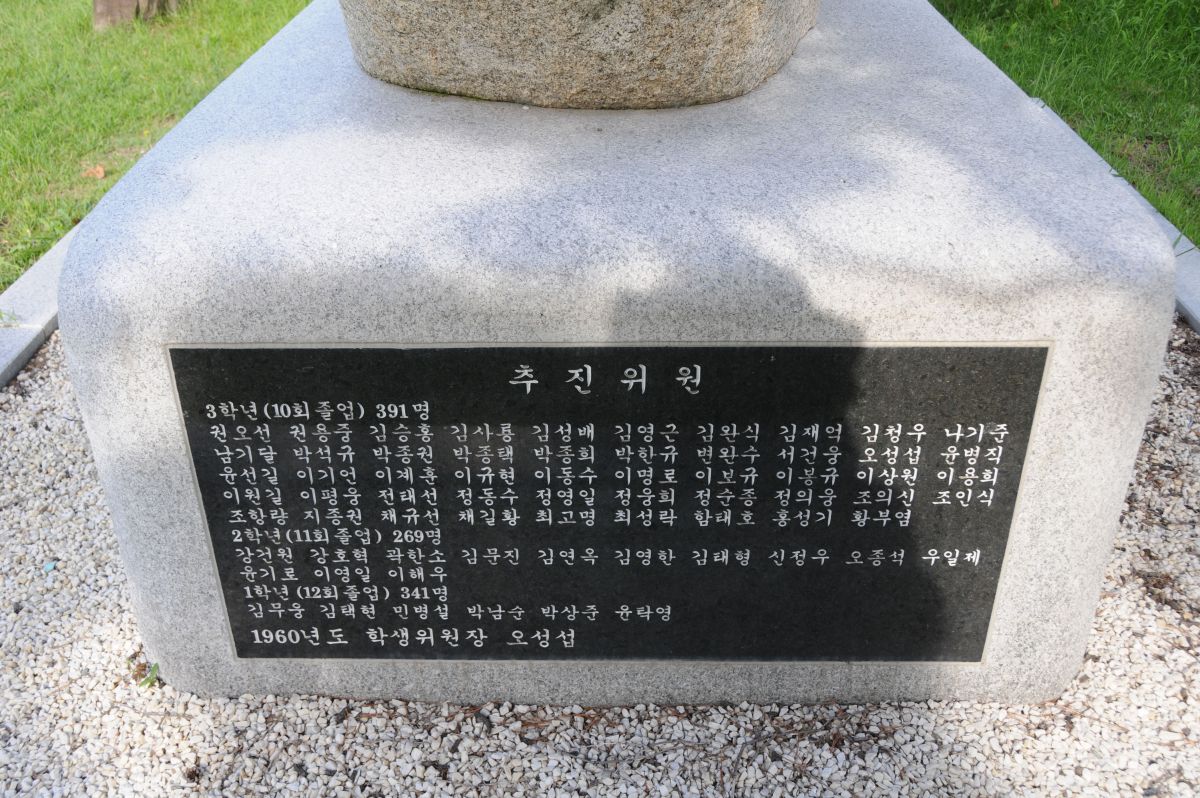 추진위원
3학년(10회 졸업) 391명
원오선 권용중 김승홍 김사룡 김성배 김영근 김완식 김재억 김청우 나기준
남기달 박석규 박종원 박종택 박종희 박한규 변완수 서건웅 오성섭 윤병직
윤선길 이기언 이계훈 이규현 이동수 이명로 이보규 이봉규 이상원 이용희
이원길 이평웅 전태선 정동수 정영일 정웅희 정순종 정의웅 조의신 조인식
조항량 지종원 채규선 채길황 최고명 최성락 함태호 홍성기 황부염
2학년(11회 졸업) 269명
강건원 강호혁 곽한소 김문진 김연옥 김영한 김태형 신정우 오종석 우일제
윤기로 이영일 이해우
1학년(12회 졸업) 341명
김무웅 김택현 민병설 박남순 박상준 윤탁영
1960년도 학생위원장 오성섭